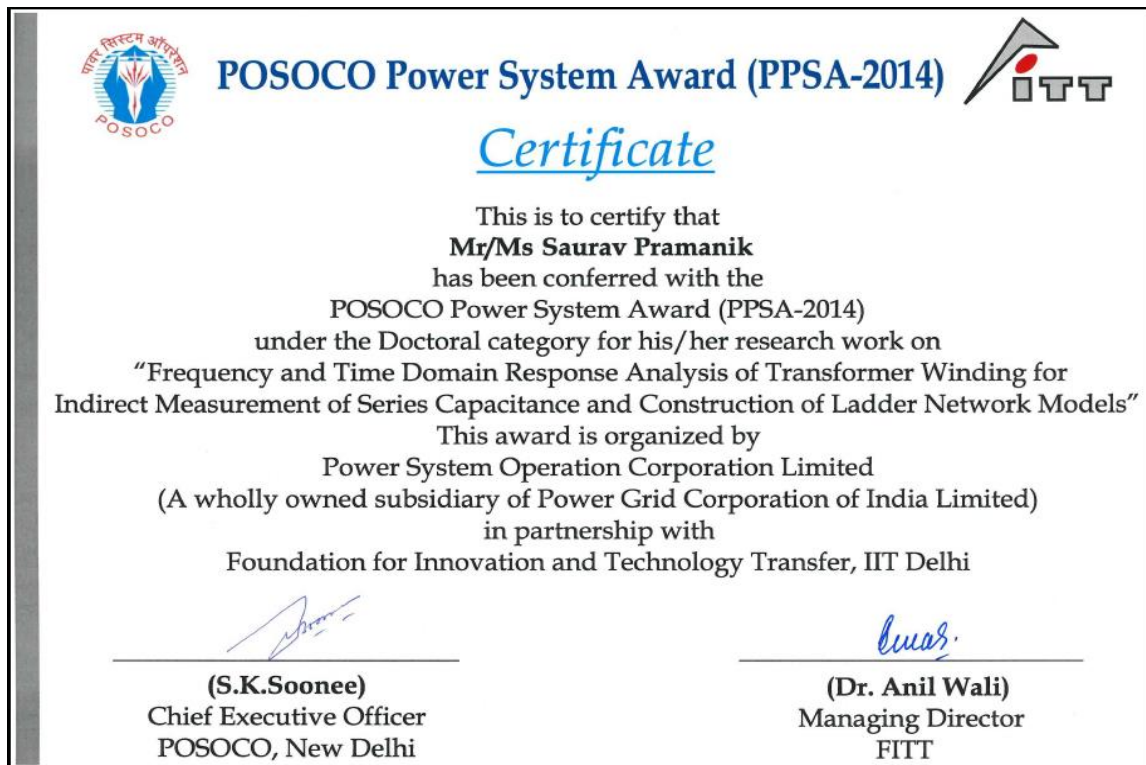 पावर सिस्टम ऑपरेशन
POSOCO
POSOCO Power System Award (PPSA-2014)
FITT
Certificate
This is to certify that
Mr/Ms Saurav Pramanik
has been conferred with the
POSOCO Power System Award (PPSA-2014)
under the Doctoral category for his/her research work on
"Frequency and Time Domain Response Analysis of Transformer Winding for
Indirect Measurement of Series Capacitance and Construction of Ladder Network Models"
This award is organized by
Power System Operation Corporation Limited
(A wholly owned subsidiary of Power Grid Corporation of India Limited)
in partnership with
Foundation for Innovation and Technology Transfer, IIT Delhi
(S.K.Soonee)
Chief Executive Officer
POSOCO, New Delhi
(Dr. Anil Wali)
Managing Director
FITT